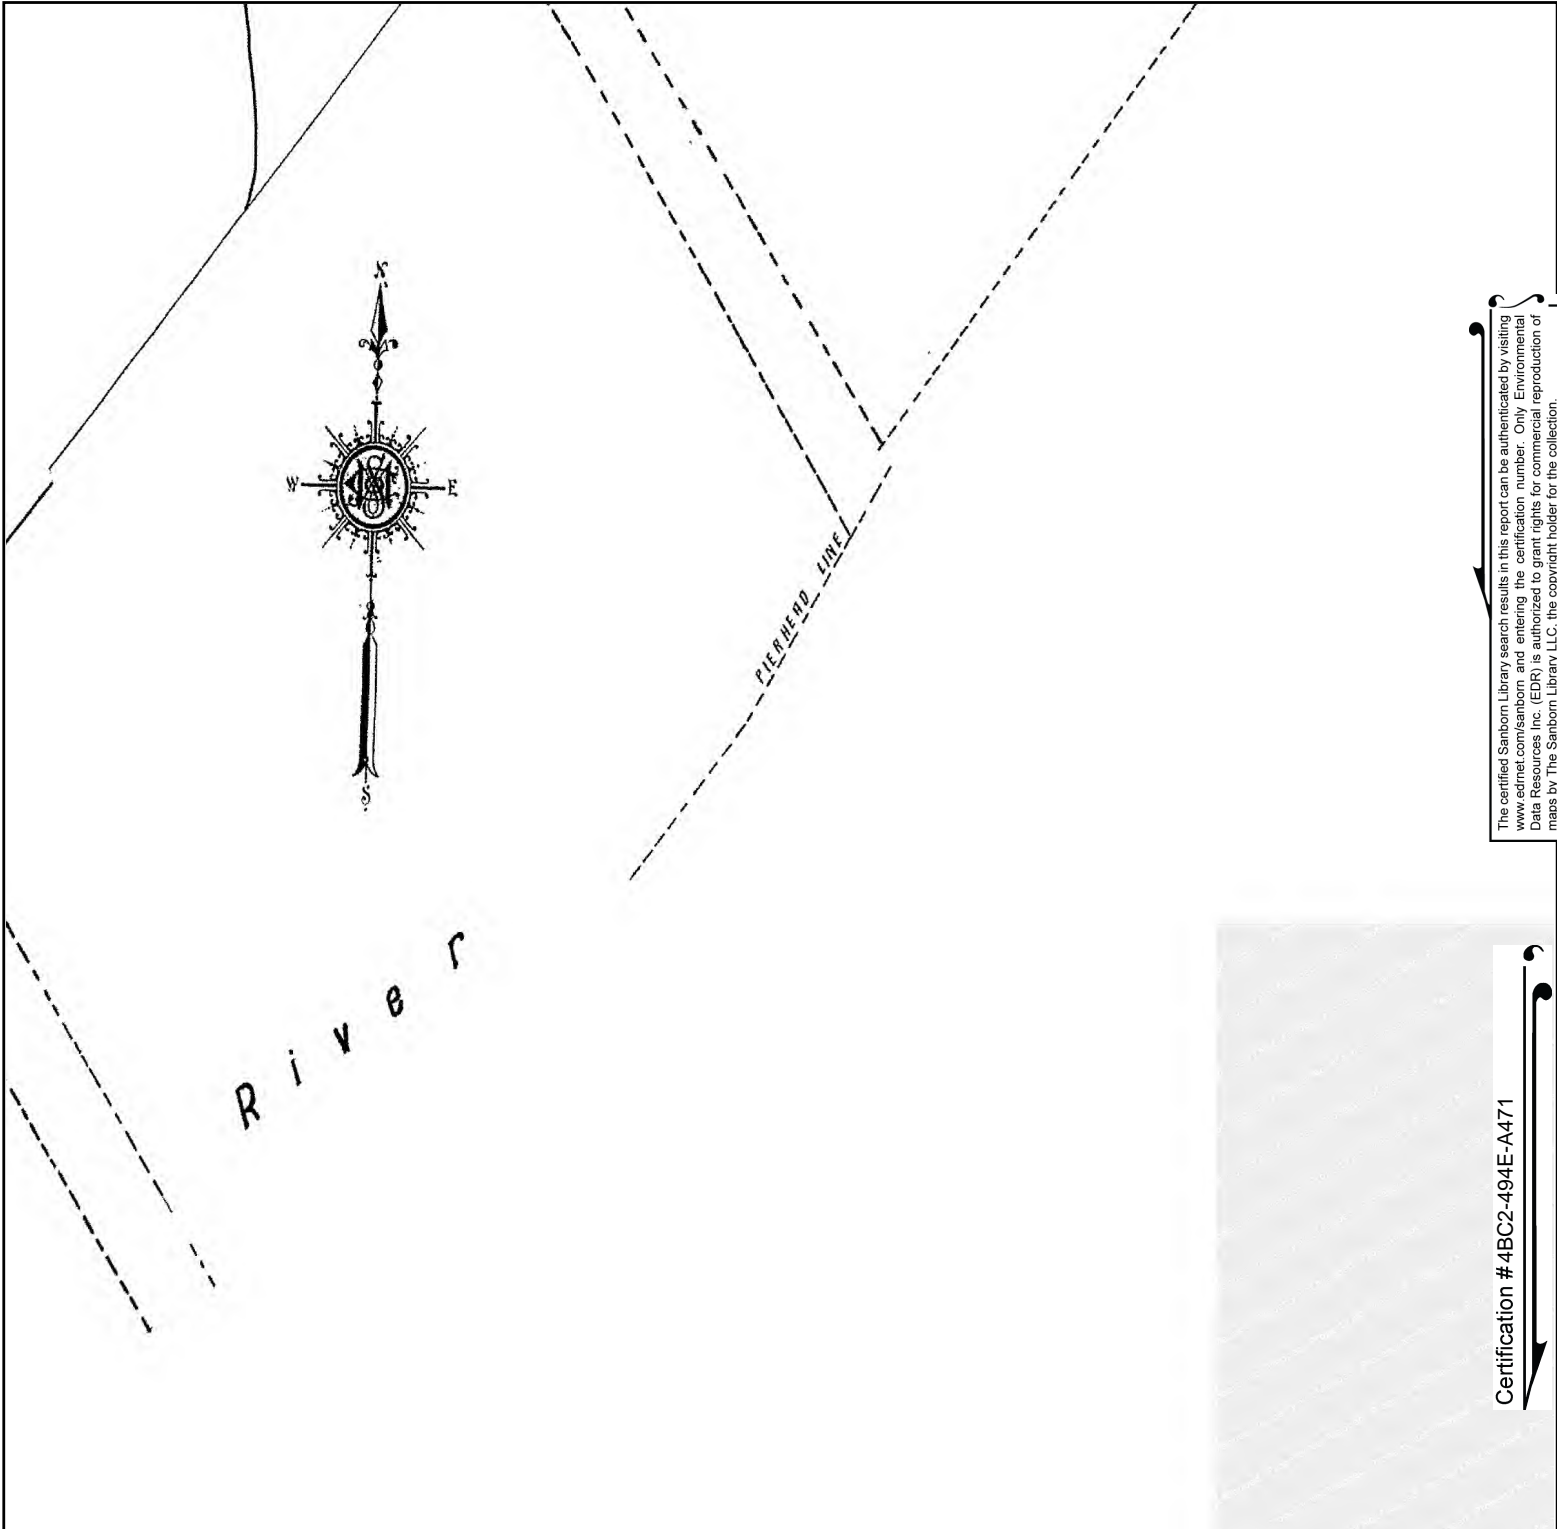 N
W
E
S
PIERHEAD LINE
River
The certified Sanborn Library search results in this report can be authenticated by visiting
www.edrnet.com/sanborn and entering the certification number. Only Environmental
Data Resources Inc. (EDR) is authorized to grant rights for commercial reproduction of
maps by The Sanborn Library LLC, the copyright holder for the collection.
Certification # 4BC2-494E-A471